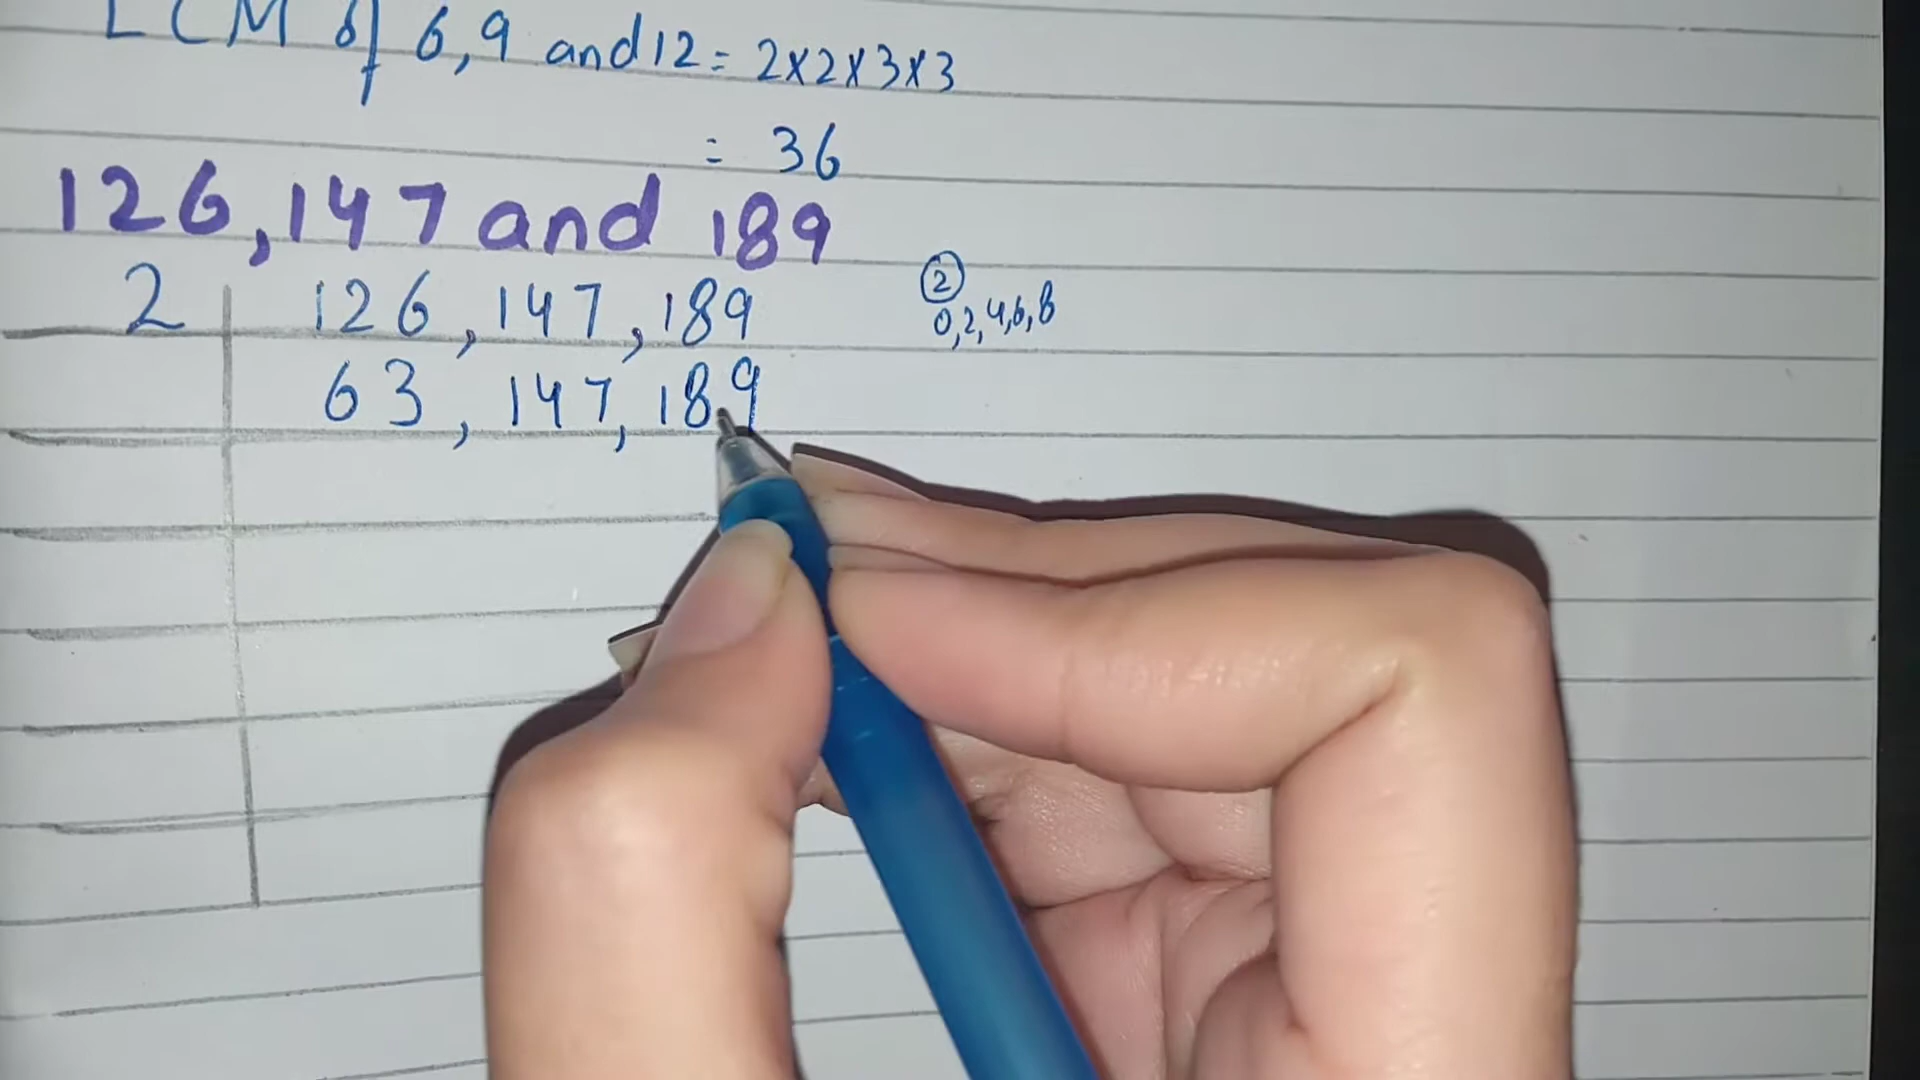 LCM of 6,9 and 12 = 2x2x3x3
= 36
126, 147 and 189
2 126, 147, 189
63, 147, 189
2
0,2,4,6,8